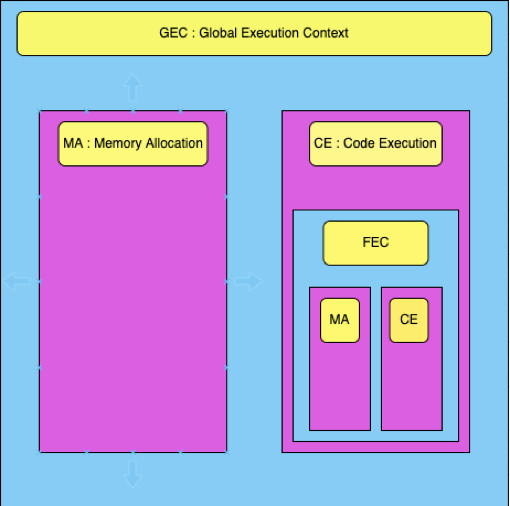 GEC : Global Execution Context
MA : Memory Allocation
CE : Code Execution
FEC
MA
CE